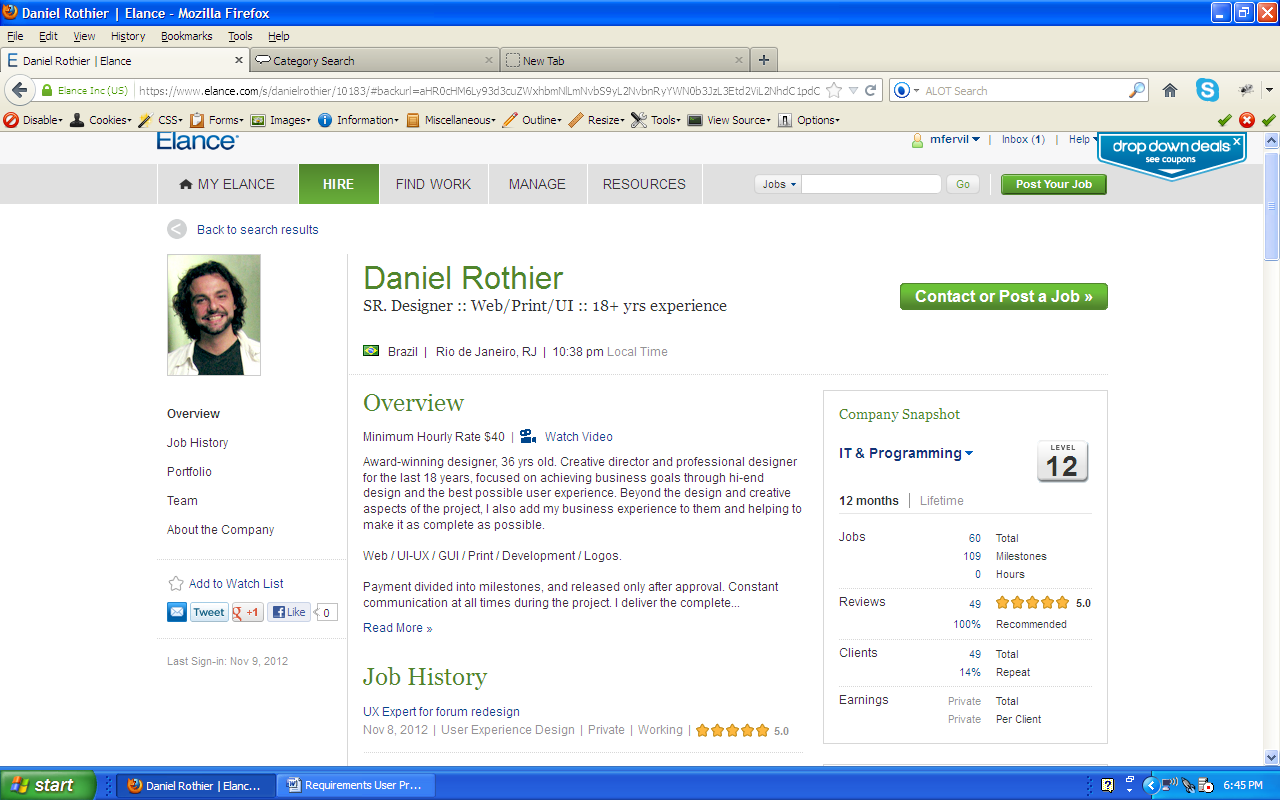 Daniel Rothier | Elance - Mozilla Firefox
File Edit View History Bookmarks Tools Help
Daniel Rothier | Elance
Category Search
New Tab
Elance Inc (US)
https://www.elance.com/s/danielrothier/10183/#backurl=aHR0cHM6Ly93d3cuZWxhbmNlLmNvbS9yL2NvbnRyYWN0b3JzL3Etd2ViL2NhdC1pdC
ALOT Search
Disable Cookies CSS Forms Images Information Miscellaneous Outline Resize Tools View Source Options
Elance
mfervil | Inbox (1) | Help
drop down deals X
see coupons
MY ELANCE HIRE FIND WORK MANAGE RESOURCES
Jobs Go Post Your Job
< Back to search results
Daniel Rothier
SR. Designer :: Web/Print/UI :: 18+ yrs experience
Contact or Post a Job »
Brazil | Rio de Janeiro, RJ | 10:38 pm Local Time
Overview
Job History
Portfolio
Team
About the Company
Add to Watch List
Tweet
g +1
Like
0
Last Sign-in: Nov 9, 2012
Overview
Minimum Hourly Rate $40 | Watch Video
Award-winning designer, 36 yrs old. Creative director and professional designer
for the last 18 years, focused on achieving business goals through hi-end
design and the best possible user experience. Beyond the design and creative
aspects of the project, I also add my business experience to them and helping to
make it as complete as possible.
Web / UI-UX / GUI / Print / Development / Logos.
Payment divided into milestones, and released only after approval. Constant
communication at all times during the project. I deliver the complete...
Read More »
Job History
UX Expert for forum redesign
Nov 8, 2012 | User Experience Design | Private | Working | 5.0
Company Snapshot
IT & Programming
LEVEL
12
12 months | Lifetime
Jobs 60 Total
109 Milestones
0 Hours
Reviews 49 5.0
100% Recommended
Clients 49 Total
14% Repeat
Earnings Private Total
Private Per Client
start
Daniel Rothier | Elanc...
Requirements User Pr...
6:45 PM